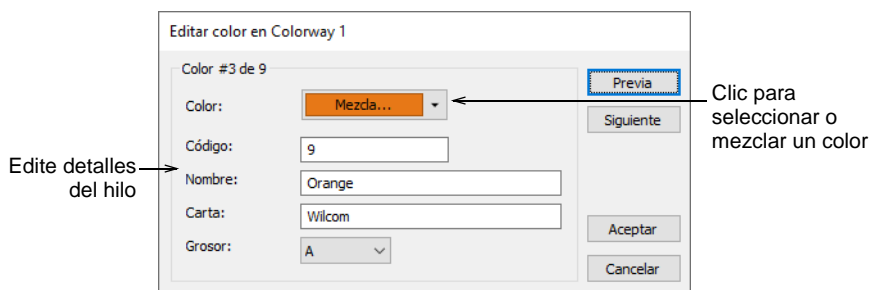 Editar color en Colorway 1
Color #3 de 9
Color:
Mezcla...
Código:
9
Nombre:
Orange
Carta:
Wilcom
Grosor:
A
Previa
Siguiente
Aceptar
Cancelar
Edite detalles
del hilo
Clic para
seleccionar o
mezclar un color